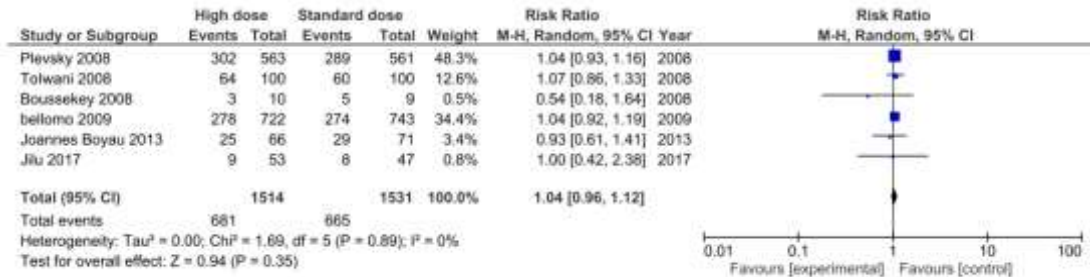 High dose Standard dose Risk Ratio Risk Ratio
Study or Subgroup Events Total Events Total Weight M-H, Random, 95% CI Year M-H, Random, 95% CI
Plevsky 2008 302 563 289 561 48.3% 1.04 [0.93, 1.16] 2008
Tolwani 2008 64 100 60 100 12.6% 1.07 [0.86, 1.33] 2008
Boussekey 2008 3 10 5 9 0.5% 0.54 [0.18, 1.64] 2008
bellomo 2009 278 722 274 743 34.4% 1.04 [0.92, 1.19] 2009
Joannes Boyau 2013 25 66 29 71 3.4% 0.93 [0.61, 1.41] 2013
Jilu 2017 9 53 8 47 0.8% 1.00 [0.42, 2.38] 2017
Total (95% CI) 1514 1531 100.0% 1.04 [0.96, 1.12]
Total events 681 665
Heterogeneity: Tau² = 0.00; Chi² = 1.69, df = 5 (P = 0.89); I² = 0%
Test for overall effect: Z = 0.94 (P = 0.35)
0.01 0.1 1 10 100
Favours [experimental] Favours [control]